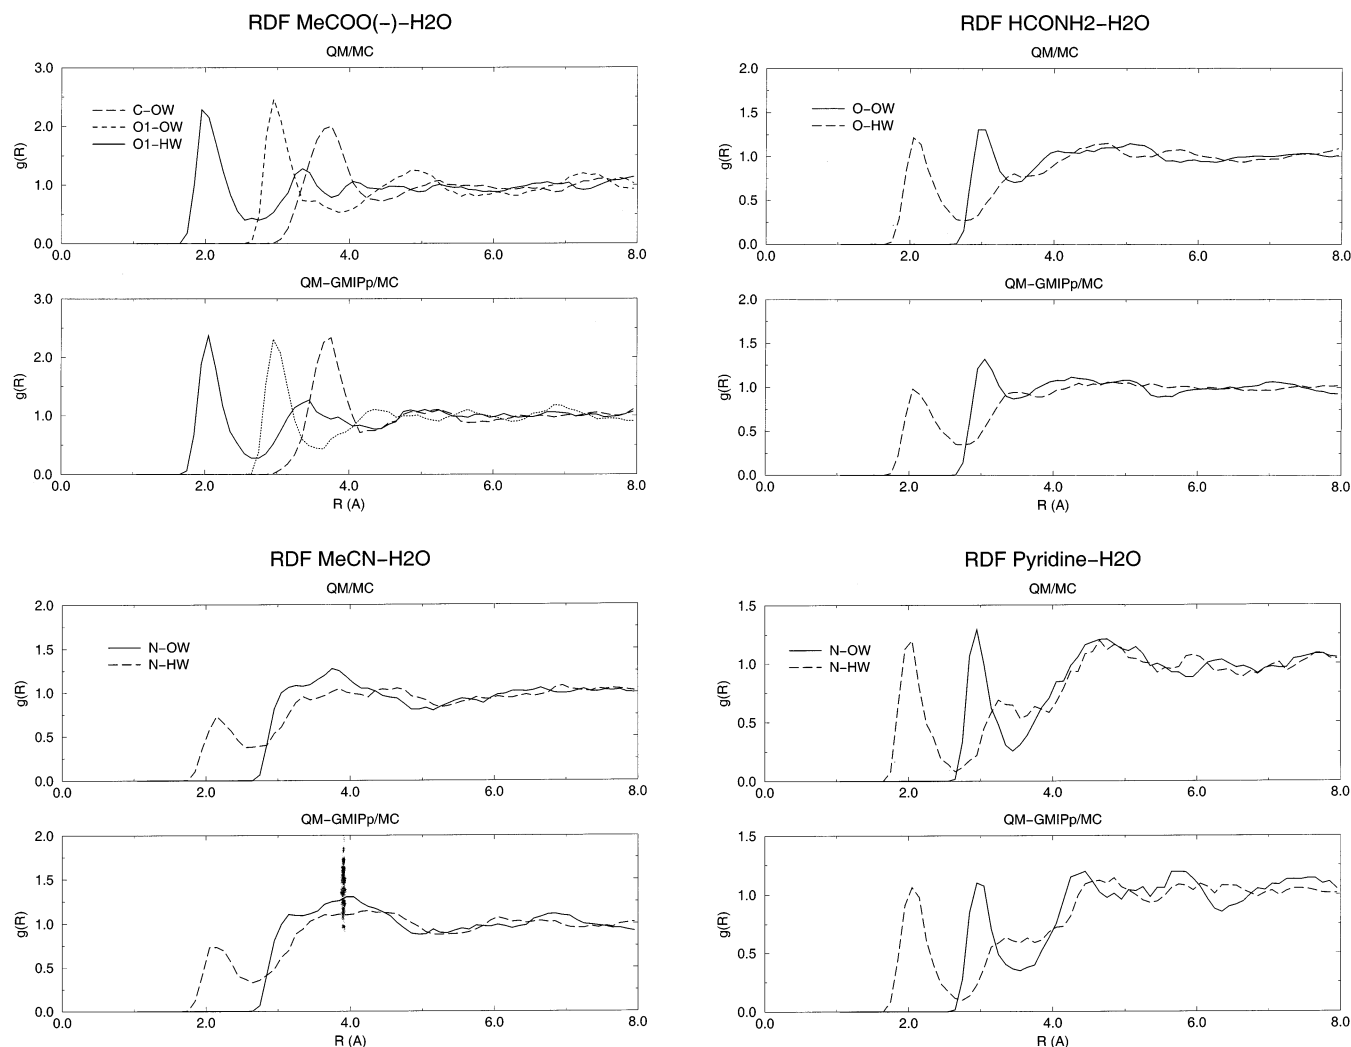 RDF MeCOO(−)−H2O
QM/MC
3.0
2.0
1.0
0.0
g(R)
C−OW
O1−OW
O1−HW
0.0 2.0 4.0 6.0 8.0
QM−GMIPp/MC
3.0
2.0
1.0
0.0
g(R)
0.0 2.0 4.0 6.0 8.0
R (A)
RDF HCONH2−H2O
QM/MC
2.0
1.5
1.0
0.5
0.0
g(R)
O−OW
O−HW
0.0 2.0 4.0 6.0 8.0
QM−GMIPp/MC
2.0
1.5
1.0
0.5
0.0
g(R)
0.0 2.0 4.0 6.0 8.0
R (A)
RDF MeCN−H2O
QM/MC
2.0
1.5
1.0
0.5
0.0
g(R)
N−OW
N−HW
0.0 2.0 4.0 6.0 8.0
QM−GMIPp/MC
2.0
1.5
1.0
0.5
0.0
g(R)
0.0 2.0 4.0 6.0 8.0
R (A)
RDF Pyridine−H2O
QM/MC
1.5
1.0
0.5
0.0
g(R)
N−OW
N−HW
0.0 2.0 4.0 6.0 8.0
QM−GMIPp/MC
1.5
1.0
0.5
0.0
g(R)
0.0 2.0 4.0 6.0 8.0
R (A)